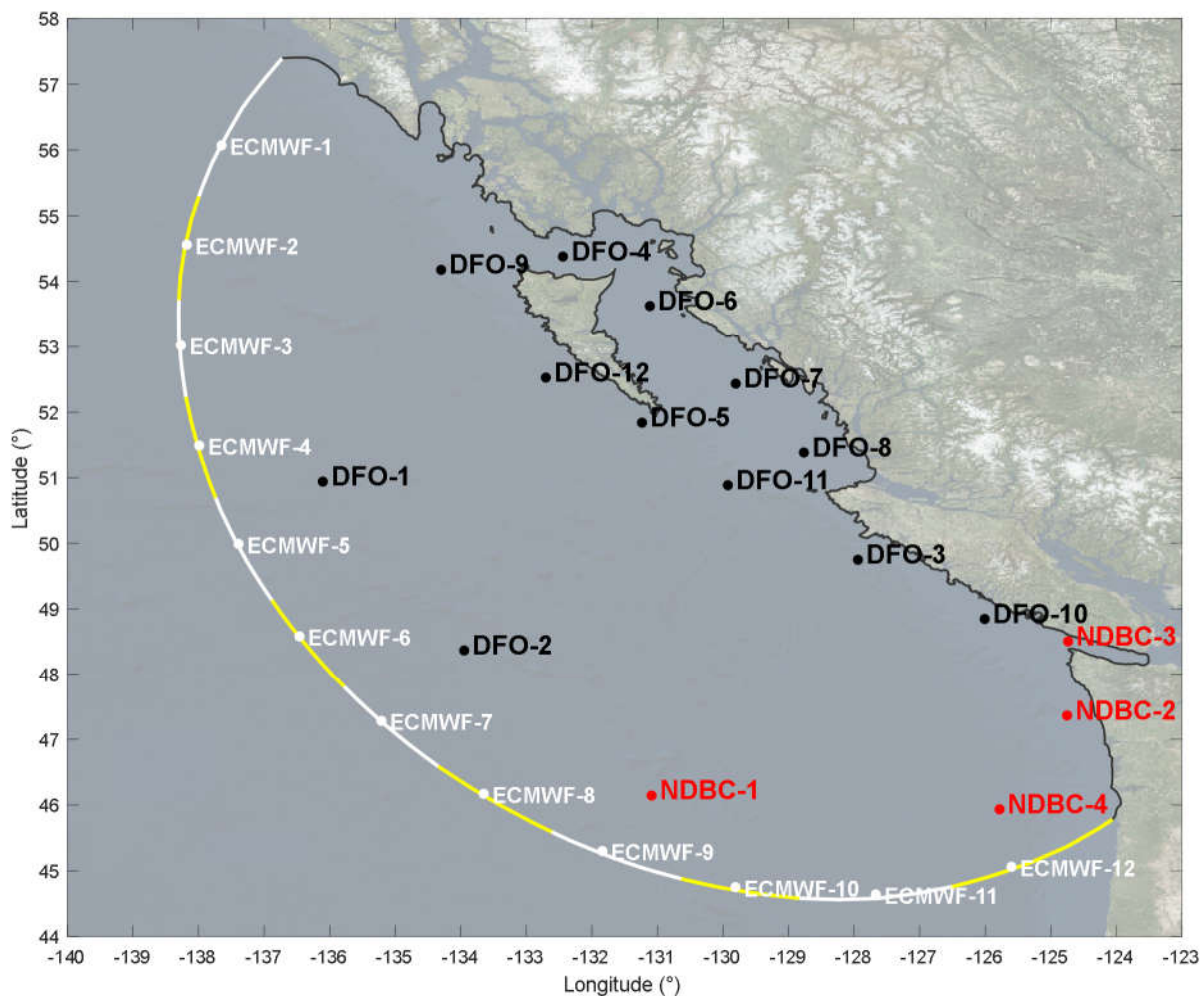 58
57
56
55
54
53
52
51
50
49
48
47
46
45
44
Latitude (°)
ECMWF-1
ECMWF-2
DFO-9
DFO-4
DFO-6
ECMWF-3
DFO-12
DFO-7
DFO-5
ECMWF-4
DFO-8
DFO-1
DFO-11
ECMWF-5
DFO-3
ECMWF-6
DFO-10
NDBC-3
DFO-2
ECMWF-7
NDBC-2
ECMWF-8
NDBC-1
NDBC-4
ECMWF-9
ECMWF-10
ECMWF-11
ECMWF-12
-140 -139 -138 -137 -136 -135 -134 -133 -132 -131 -130 -129 -128 -127 -126 -125 -124 -123
Longitude (°)